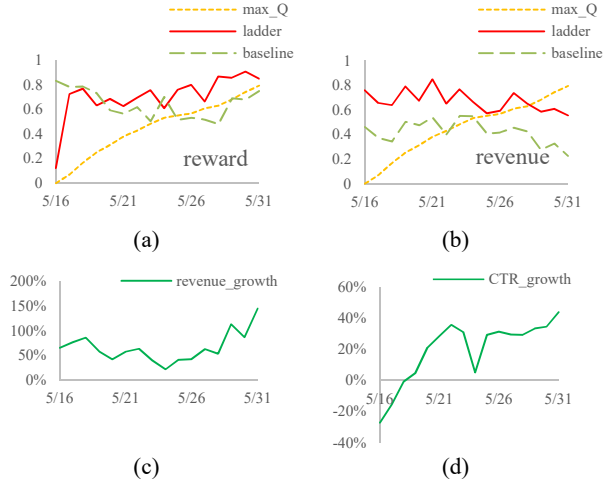 max_Q
ladder
baseline
1
0.8
0.6
0.4
0.2
0
reward
5/16 5/21 5/26 5/31
(a)
max_Q
ladder
baseline
1
0.8
0.6
0.4
0.2
0
revenue
5/16 5/21 5/26 5/31
(b)
revenue_growth
200%
150%
100%
50%
0%
5/16 5/21 5/26 5/31
(c)
CTR_growth
60%
40%
20%
0%
-20%
-40%
5/16 5/21 5/26 5/31
(d)